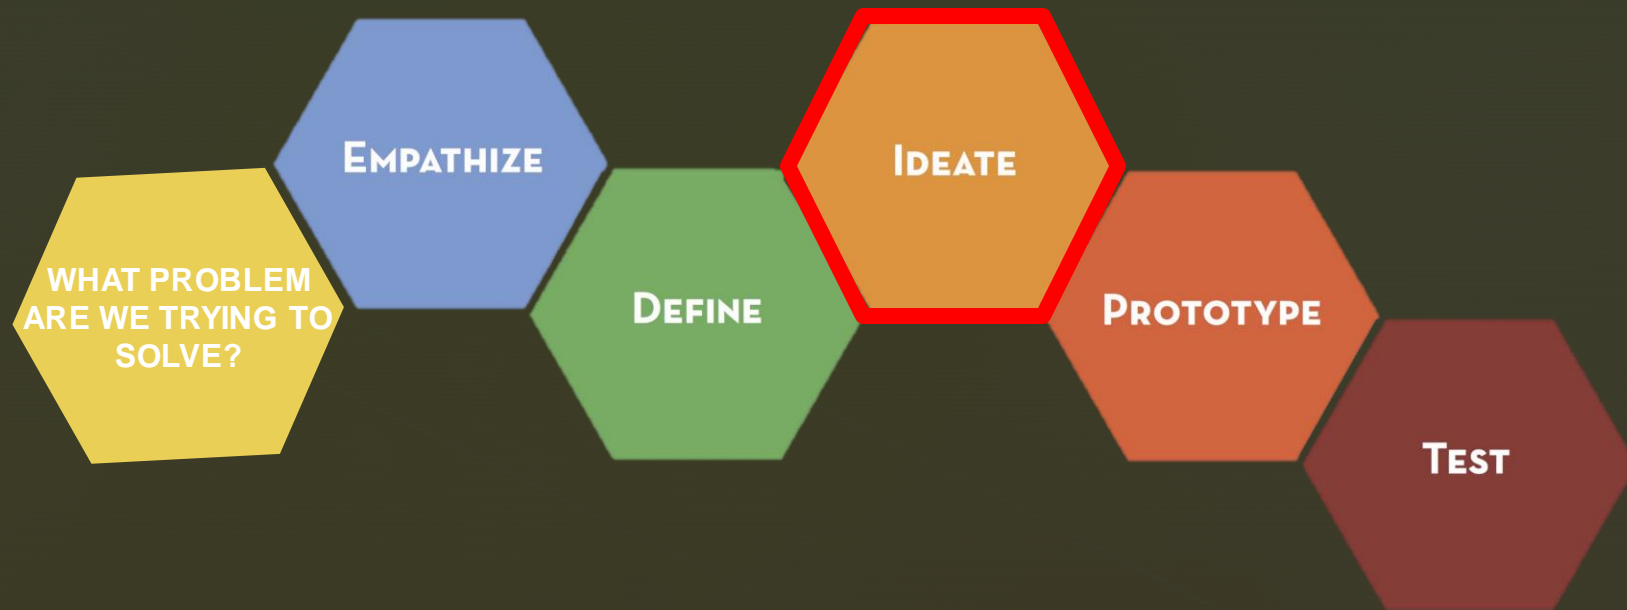 WHAT PROBLEM
ARE WE TRYING TO
SOLVE?
EMPATHIZE
DEFINE
IDEATE
PROTOTYPE
TEST